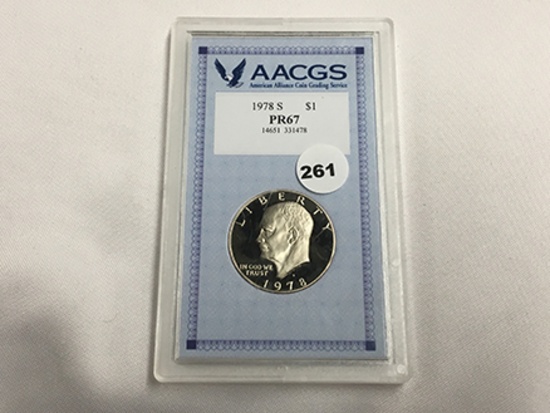 AACGS
American Alliance Coin Grading Service
1978 S $1
PR67
14651 331478
261
LIBERTY
IN GOD WE
TRUST
1978